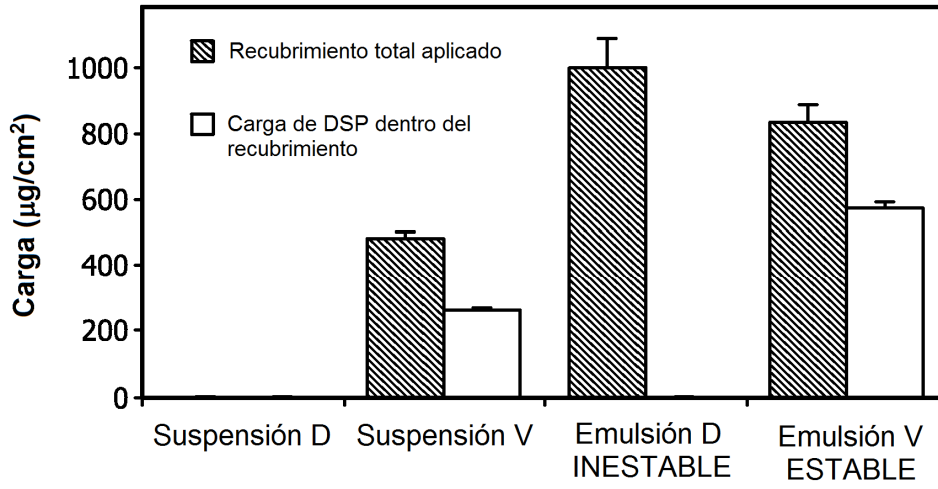 Recubrimiento total aplicado
Carga de DSP dentro del
recubrimiento
Carga (μg/cm²)
1000
800
600
400
200
0
Suspensión D
Suspensión V
Emulsión D
INESTABLE
Emulsión V
ESTABLE